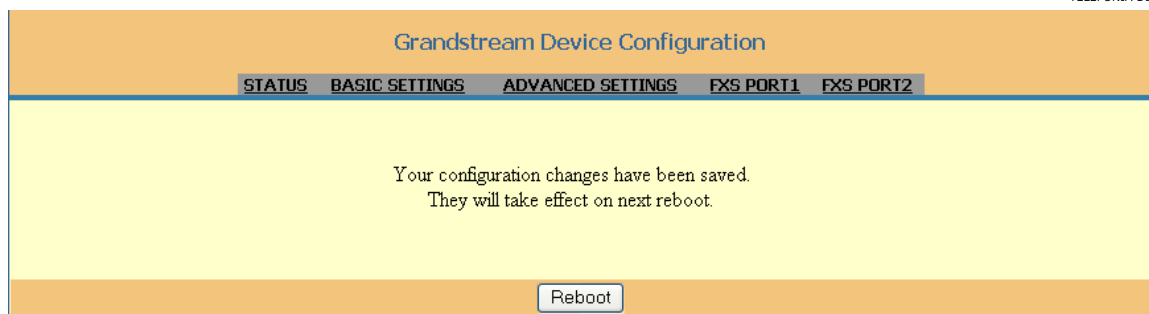 Grandstream Device Configuration
STATUS BASIC SETTINGS ADVANCED SETTINGS FXS PORT1 FXS PORT2
Your configuration changes have been saved.
They will take effect on next reboot.
Reboot